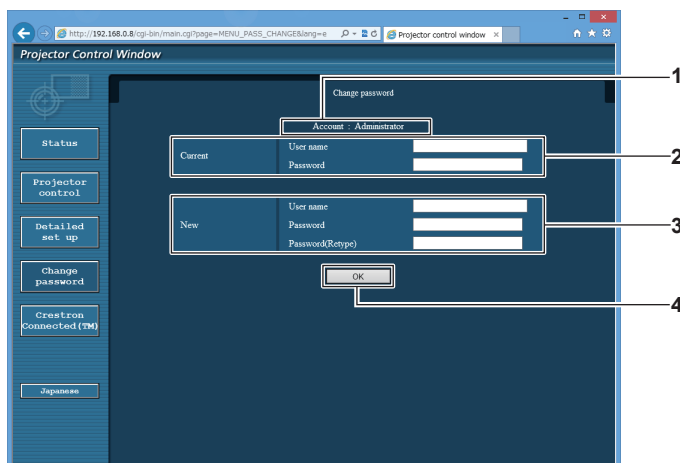 http://192.168.0.8/cgi-bin/main.cgi?page=MENU_PASS_CHANGE&lang=e
Projector control window
Projector Control Window
1
Change password
Account : Administrator
Status
Current
User name
Password
2
Projector control
New
User name
Password
Password(Retype)
3
Detailed set up
OK
4
Change password
Crestron Connected(TM)
Japanese